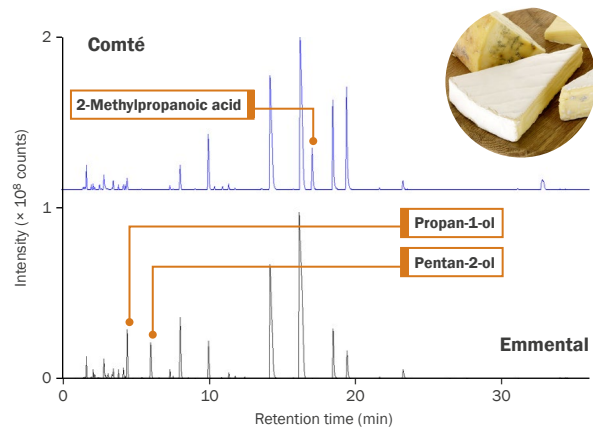 2
Comté
2-Methylpropanoic acid
1
Intensity (× 10⁸ counts)
Propan-1-ol
Pentan-2-ol
Emmental
0
0 10 20 30
Retention time (min)